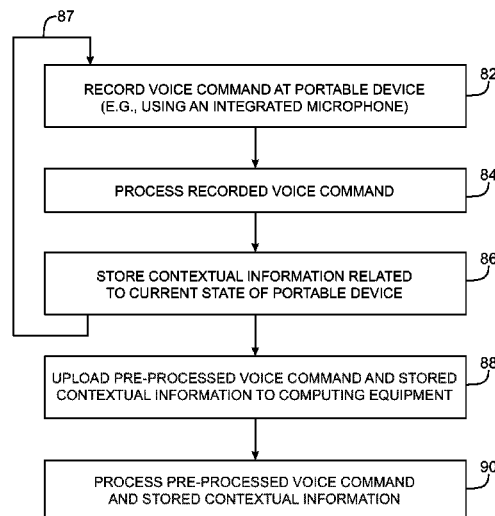 87
RECORD VOICE COMMAND AT PORTABLE DEVICE
(E.G., USING AN INTEGRATED MICROPHONE)
82
PROCESS RECORDED VOICE COMMAND
84
STORE CONTEXTUAL INFORMATION RELATED
TO CURRENT STATE OF PORTABLE DEVICE
86
UPLOAD PRE-PROCESSED VOICE COMMAND AND STORED
CONTEXTUAL INFORMATION TO COMPUTING EQUIPMENT
88
PROCESS PRE-PROCESSED VOICE COMMAND
AND STORED CONTEXTUAL INFORMATION
90